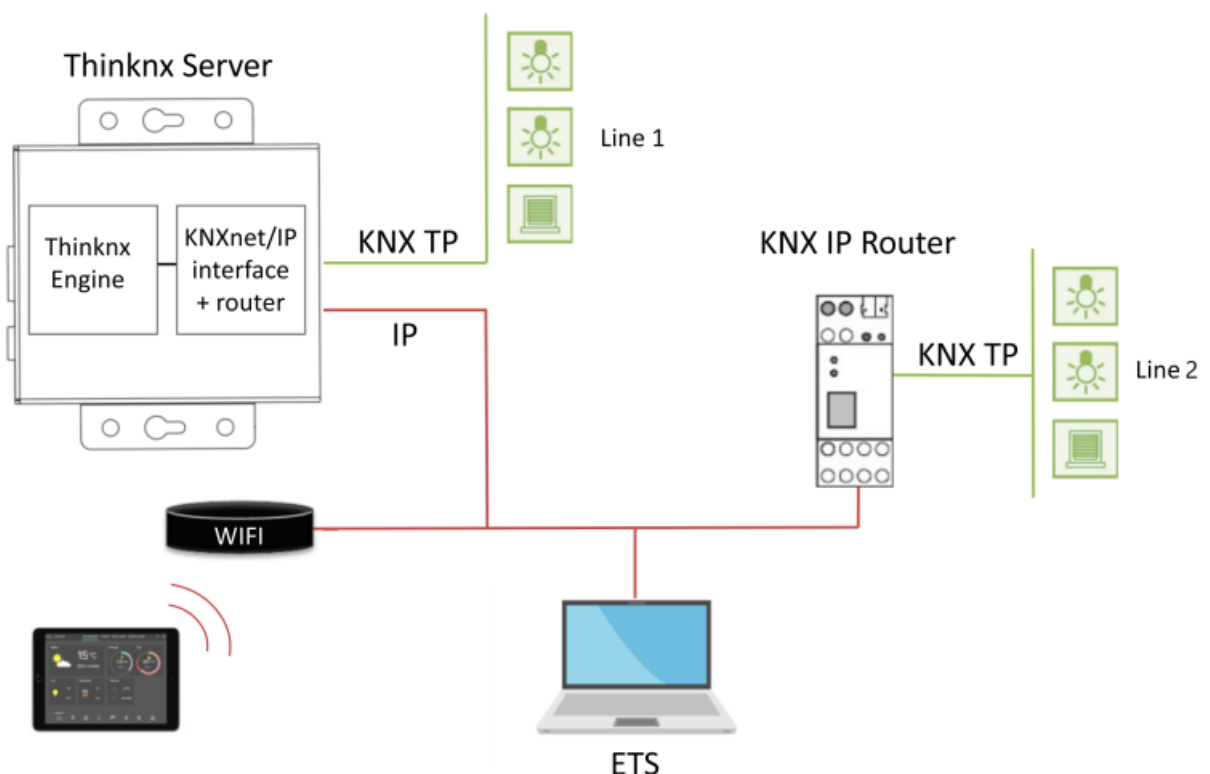 Thinknx Server
Thinknx
Engine
KNXnet/IP
interface
+ router
KNX TP
IP
Line 1
KNX IP Router
KNX TP
Line 2
WIFI
15°C
ETS